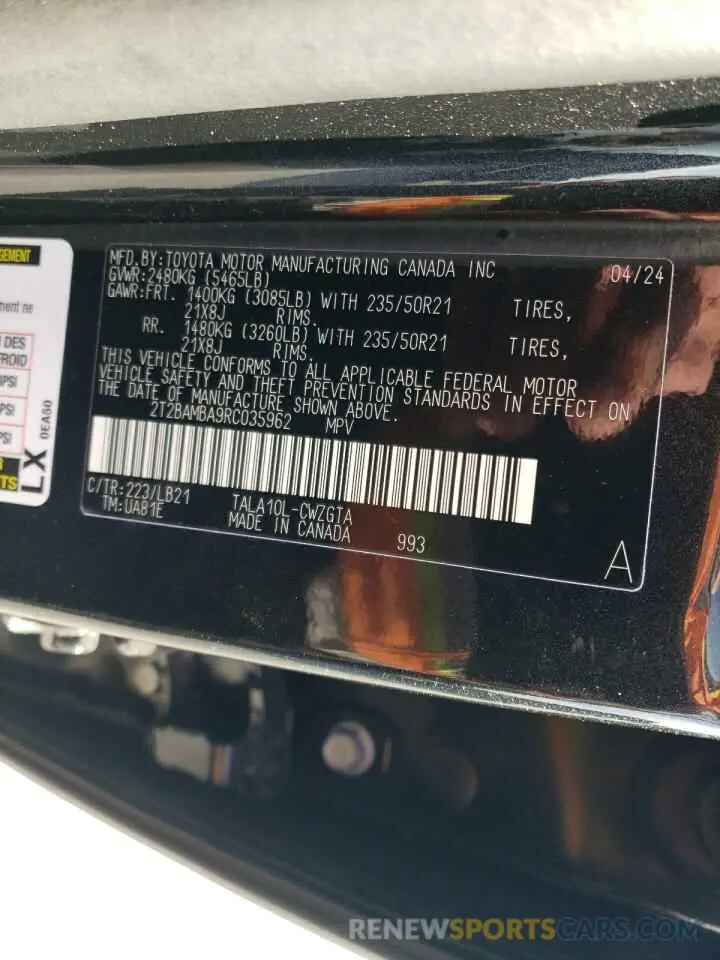 MFD.BY:TOYOTA MOTOR MANUFACTURING CANADA INC 04/24
GVWR:2480KG (5465LB)
GAWR:FRT. 1400KG (3085LB) WITH 235/50R21 TIRES,
21X8J RIMS.
RR. 1480KG (3260LB) WITH 235/50R21 TIRES,
21X8J RIMS.
THIS VEHICLE CONFORMS TO ALL APPLICABLE FEDERAL MOTOR
VEHICLE SAFETY AND THEFT PREVENTION STANDARDS IN EFFECT ON
THE DATE OF MANUFACTURE SHOWN ABOVE.
2T2BAMBA9RC035962 MPV
C/TR:223/LB21 TALA10L-CWZGTA
TM:UA81E MADE IN CANADA 993
A
DES
PSI
PSI
PSI
LX
0EA50
RENEWSPORTSCARS.COM